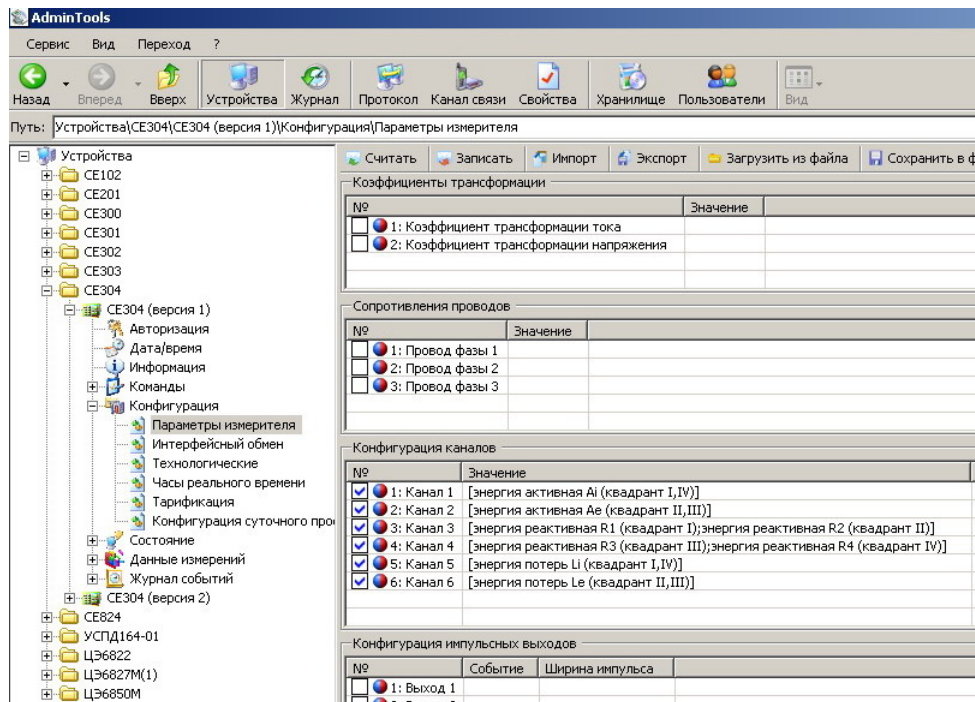 AdminTools
Сервис Вид Переход ?
Назад Вперед Вверх Устройства Журнал Протокол Канал связи Свойства Хранилище Пользователи Вид
Путь: Устройства\CE304\CE304 (версия 1)\Конфигурация\Параметры измерителя
Устройства
CE102
CE201
CE300
CE301
CE302
CE303
CE304
CE304 (версия 1)
Авторизация
Дата/время
Информация
Команды
Конфигурация
Параметры измерителя
Интерфейсный обмен
Технологические
Часы реального времени
Тарификация
Конфигурация суточного про
Состояние
Данные измерений
Журнал событий
CE304 (версия 2)
CE824
УСПД164-01
ЦЭ6822
ЦЭ6827М(1)
ЦЭ6850М
Считать Записать Импорт Экспорт Загрузить из файла Сохранить в ф
Коэффициенты трансформации
№ Значение
1: Коэффициент трансформации тока
2: Коэффициент трансформации напряжения
Сопротивления проводов
№ Значение
1: Провод фазы 1
2: Провод фазы 2
3: Провод фазы 3
Конфигурация каналов
№ Значение
1: Канал 1 [энергия активная Ai (квадрант I,IV)]
2: Канал 2 [энергия активная Ae (квадрант II,III)]
3: Канал 3 [энергия реактивная R1 (квадрант I);энергия реактивная R2 (квадрант II)]
4: Канал 4 [энергия реактивная R3 (квадрант III);энергия реактивная R4 (квадрант IV)]
5: Канал 5 [энергия потерь Li (квадрант I,IV)]
6: Канал 6 [энергия потерь Le (квадрант II,III)]
Конфигурация импульсных выходов
№ Событие Ширина импульса
1: Выход 1